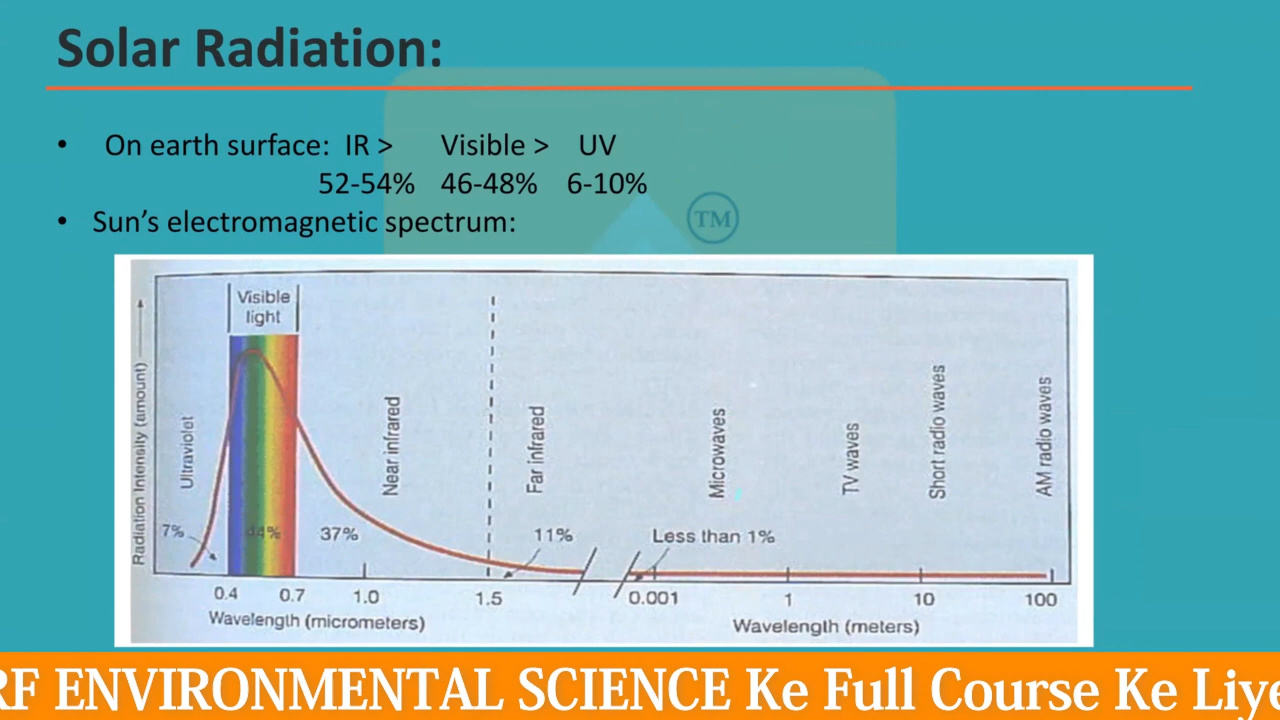 Solar Radiation:
• On earth surface: IR > Visible > UV
52-54% 46-48% 6-10%
TM
• Sun's electromagnetic spectrum:
Visible
light
Radiation Intensity (amount)
Ultraviolet
Near infrared
Far infrared
Microwaves
TV waves
Short radio waves
AM radio waves
7%
44%
37%
11%
Less than 1%
0.4 0.7 1.0 1.5 0.001 1 10 100
Wavelength (micrometers)
Wavelength (meters)
RF ENVIRONMENTAL SCIENCE Ke Full Course Ke Liye